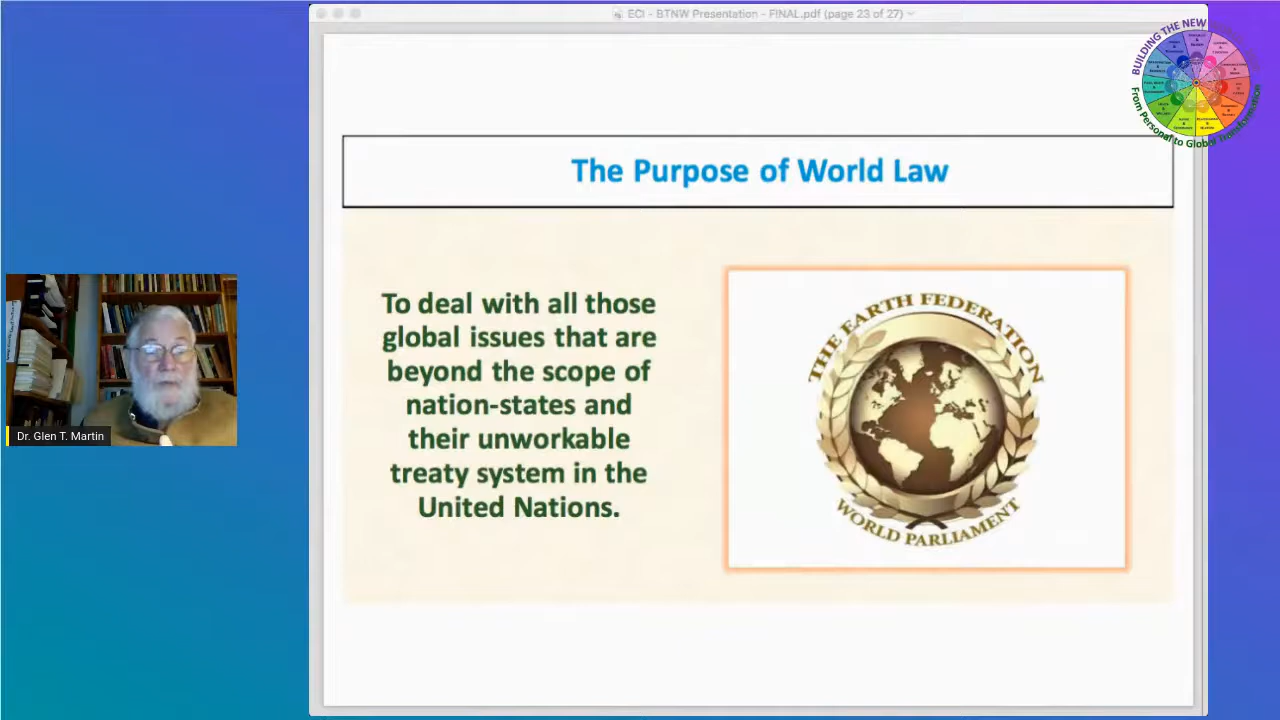 ECI - BTNW Presentation - FINAL.pdf (page 23 of 27)
BUILDING THE NEW
From Personal to Global Transformation
The Purpose of World Law
To deal with all those
global issues that are
beyond the scope of
nation-states and
their unworkable
treaty system in the
United Nations.
THE EARTH FEDERATION
WORLD PARLIAMENT
Dr. Glen T. Martin